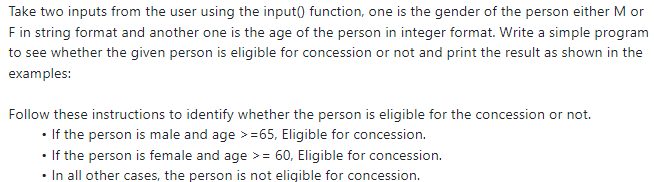 Take two inputs from the user using the input() function, one is the gender of the person either M or
F in string format and another one is the age of the person in integer format. Write a simple program
to see whether the given person is eligible for concession or not and print the result as shown in the
examples:
Follow these instructions to identify whether the person is eligible for the concession or not.
• If the person is male and age >=65, Eligible for concession.
• If the person is female and age >= 60, Eligible for concession.
• In all other cases, the person is not eligible for concession.